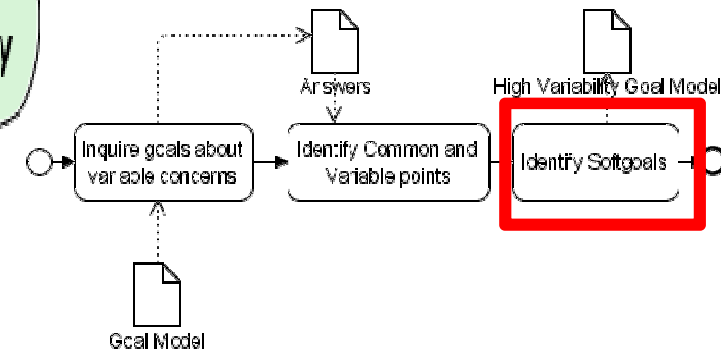 y
Answers
High Variability Goal Model
Inquire goals about
variable concerns
Identify Common and
Variable points
Identify Softgoals
Goal Model